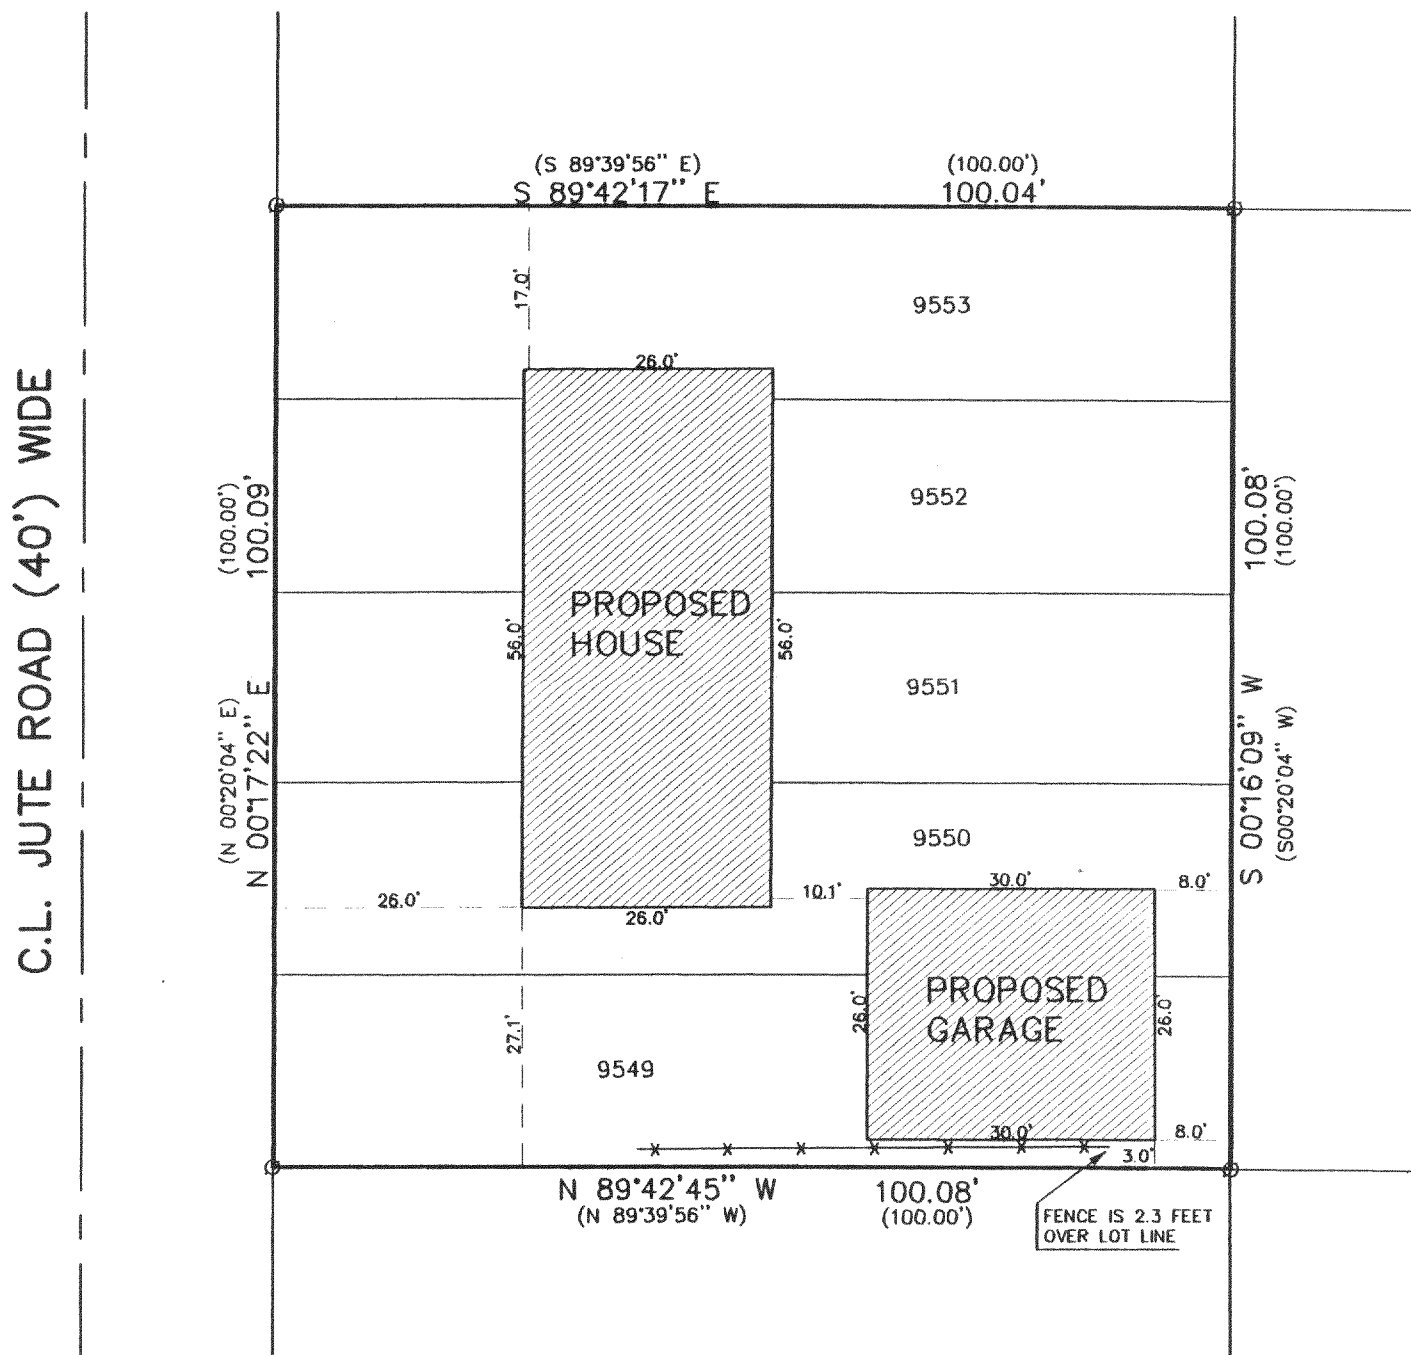 (S 89°39'56" E)
(100.00')
S 89°42'17" E
100.04'
17.0'
9553
26.0'
C.L. JUTE ROAD (40') WIDE
(100.00')
100.09'
9552
100.08'
(100.00')
PROPOSED
HOUSE
56.0'
56.0'
9551
(N 00°20'04" E)
N 00°17'22" E
S 00°16'09" W
(S00°20'04" W)
9550
26.0'
26.0'
10.1'
30.0'
8.0'
PROPOSED
GARAGE
26.0'
26.0'
27.1'
9549
30.0'
8.0'
3.0'
N 89°42'45" W
100.08'
(N 89°39'56" W)
(100.00')
FENCE IS 2.3 FEET
OVER LOT LINE